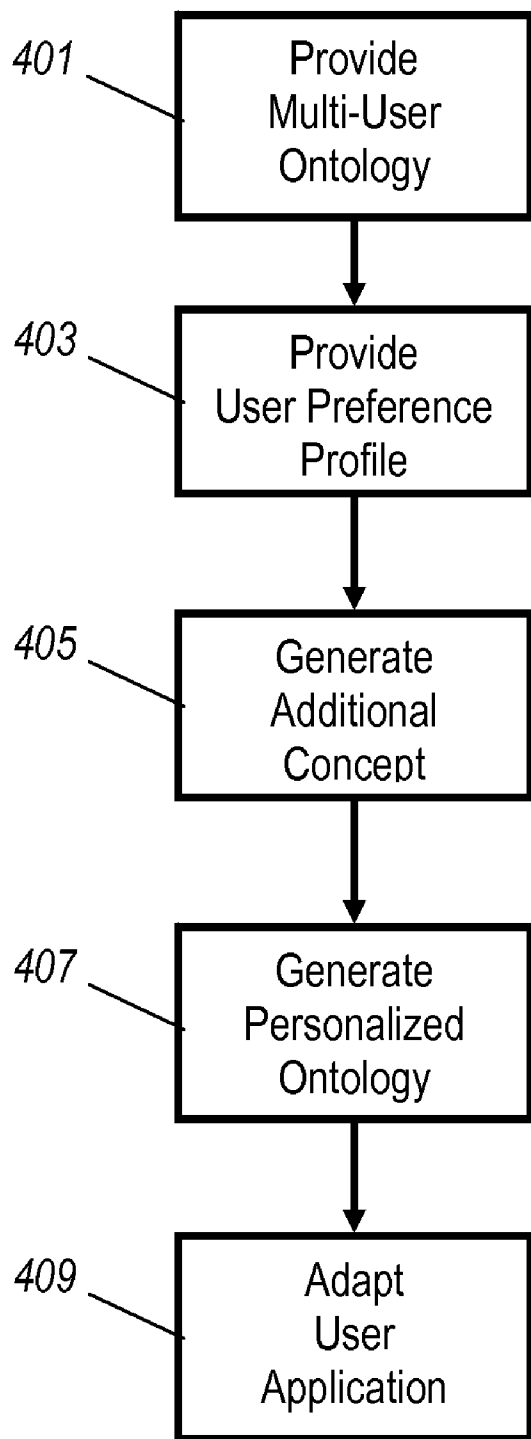 401
Provide
Multi-User
Ontology
403
Provide
User Preference
Profile
405
Generate
Additional
Concept
407
Generate
Personalized
Ontology
409
Adapt
User
Application